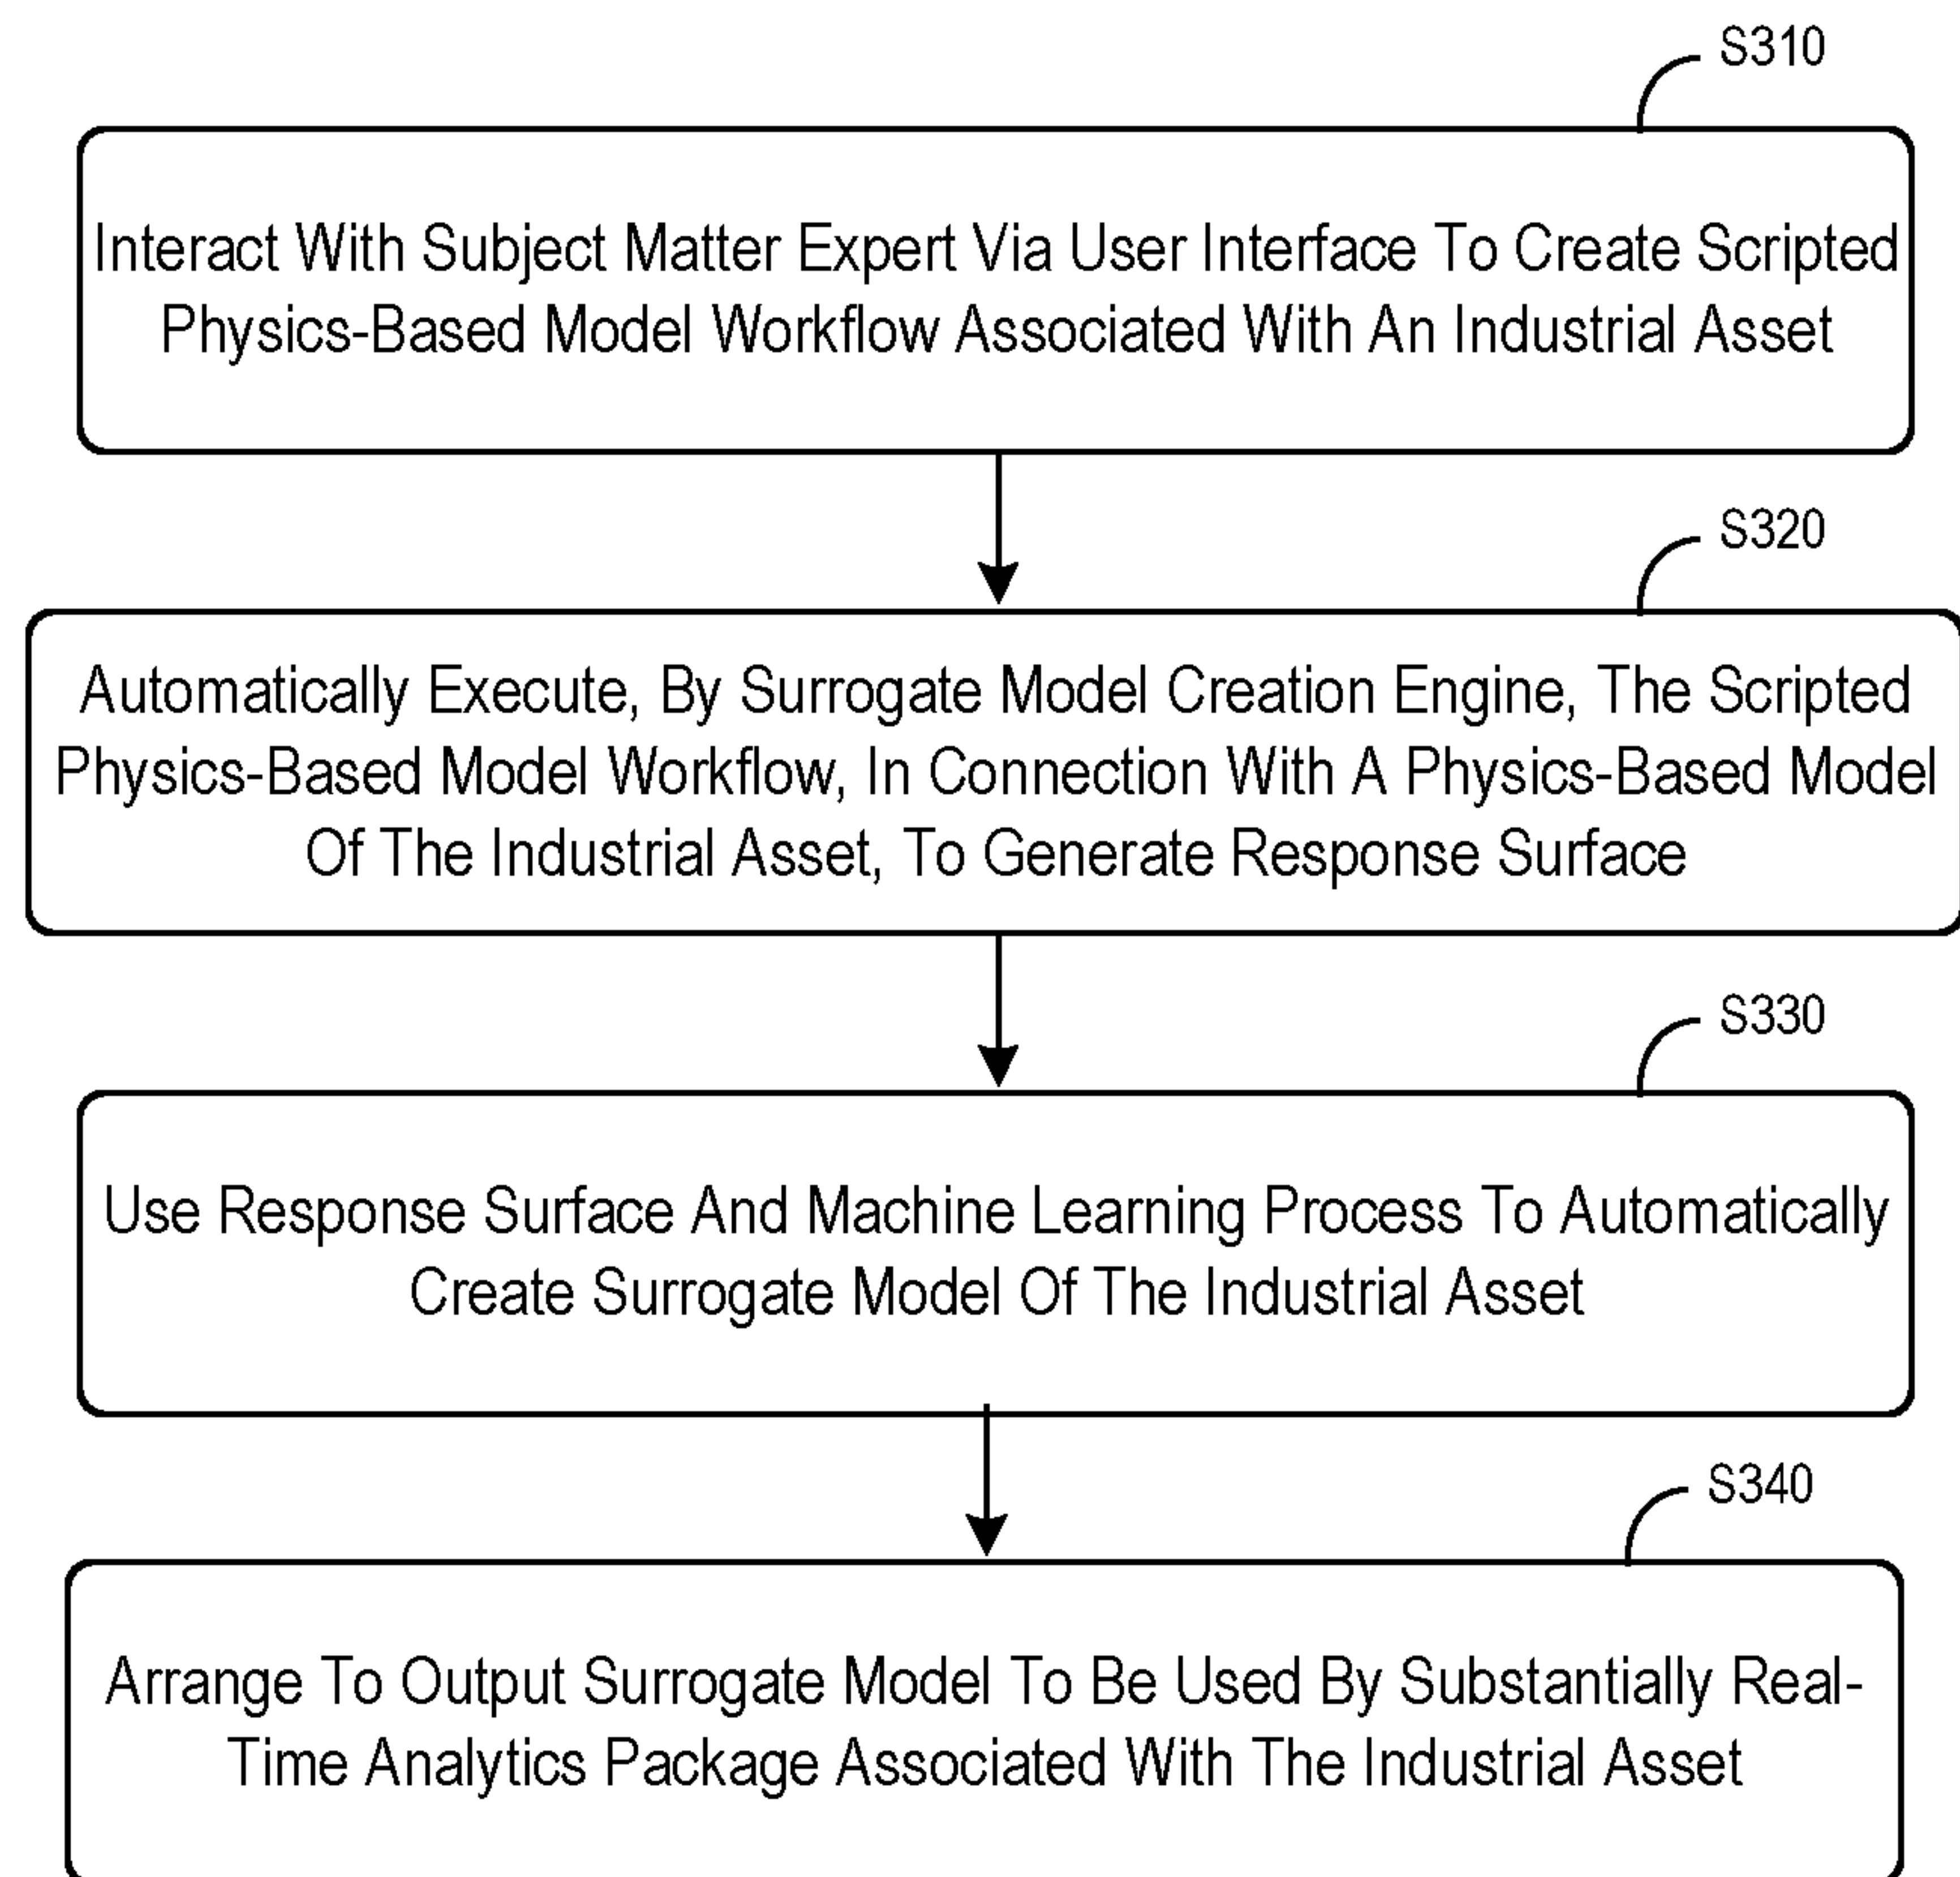 S310
Interact With Subject Matter Expert Via User Interface To Create Scripted
Physics-Based Model Workflow Associated With An Industrial Asset
S320
Automatically Execute, By Surrogate Model Creation Engine, The Scripted
Physics-Based Model Workflow, In Connection With A Physics-Based Model
Of The Industrial Asset, To Generate Response Surface
S330
Use Response Surface And Machine Learning Process To Automatically
Create Surrogate Model Of The Industrial Asset
S340
Arrange To Output Surrogate Model To Be Used By Substantially Real-
Time Analytics Package Associated With The Industrial Asset